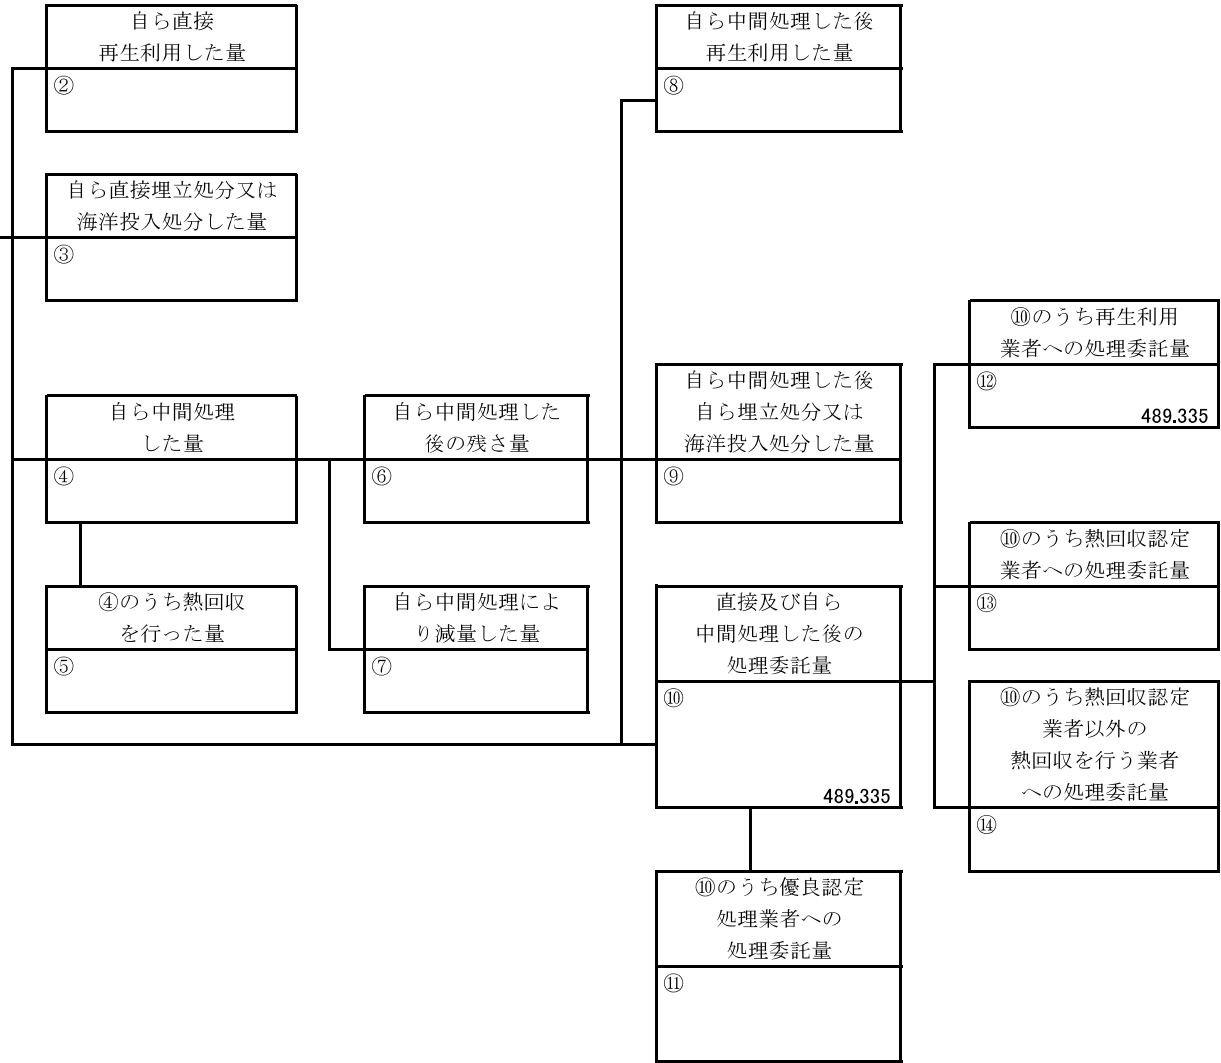 自ら直接
再生利用した量
②
自ら中間処理した後
再生利用した量
⑧
自ら直接埋立処分又は
海洋投入処分した量
③
⑩のうち再生利用
業者への処理委託量
⑫
489.335
自ら中間処理
した量
④
自ら中間処理した
後の残さ量
⑥
自ら中間処理した後
自ら埋立処分又は
海洋投入処分した量
⑨
⑩のうち熱回収認定
業者への処理委託量
⑬
④のうち熱回収
を行った量
⑤
自ら中間処理によ
り減量した量
⑦
直接及び自ら
中間処理した後の
処理委託量
⑩
489.335
⑩のうち熱回収認定
業者以外の
熱回収を行う業者
への処理委託量
⑭
⑩のうち優良認定
処理業者への
処理委託量
⑪